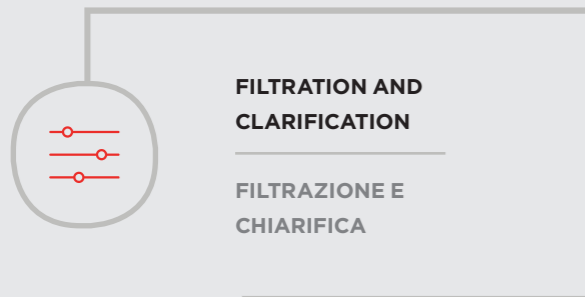 FILTRATION AND
CLARIFICATION
FILTRAZIONE E
CHIARIFICA